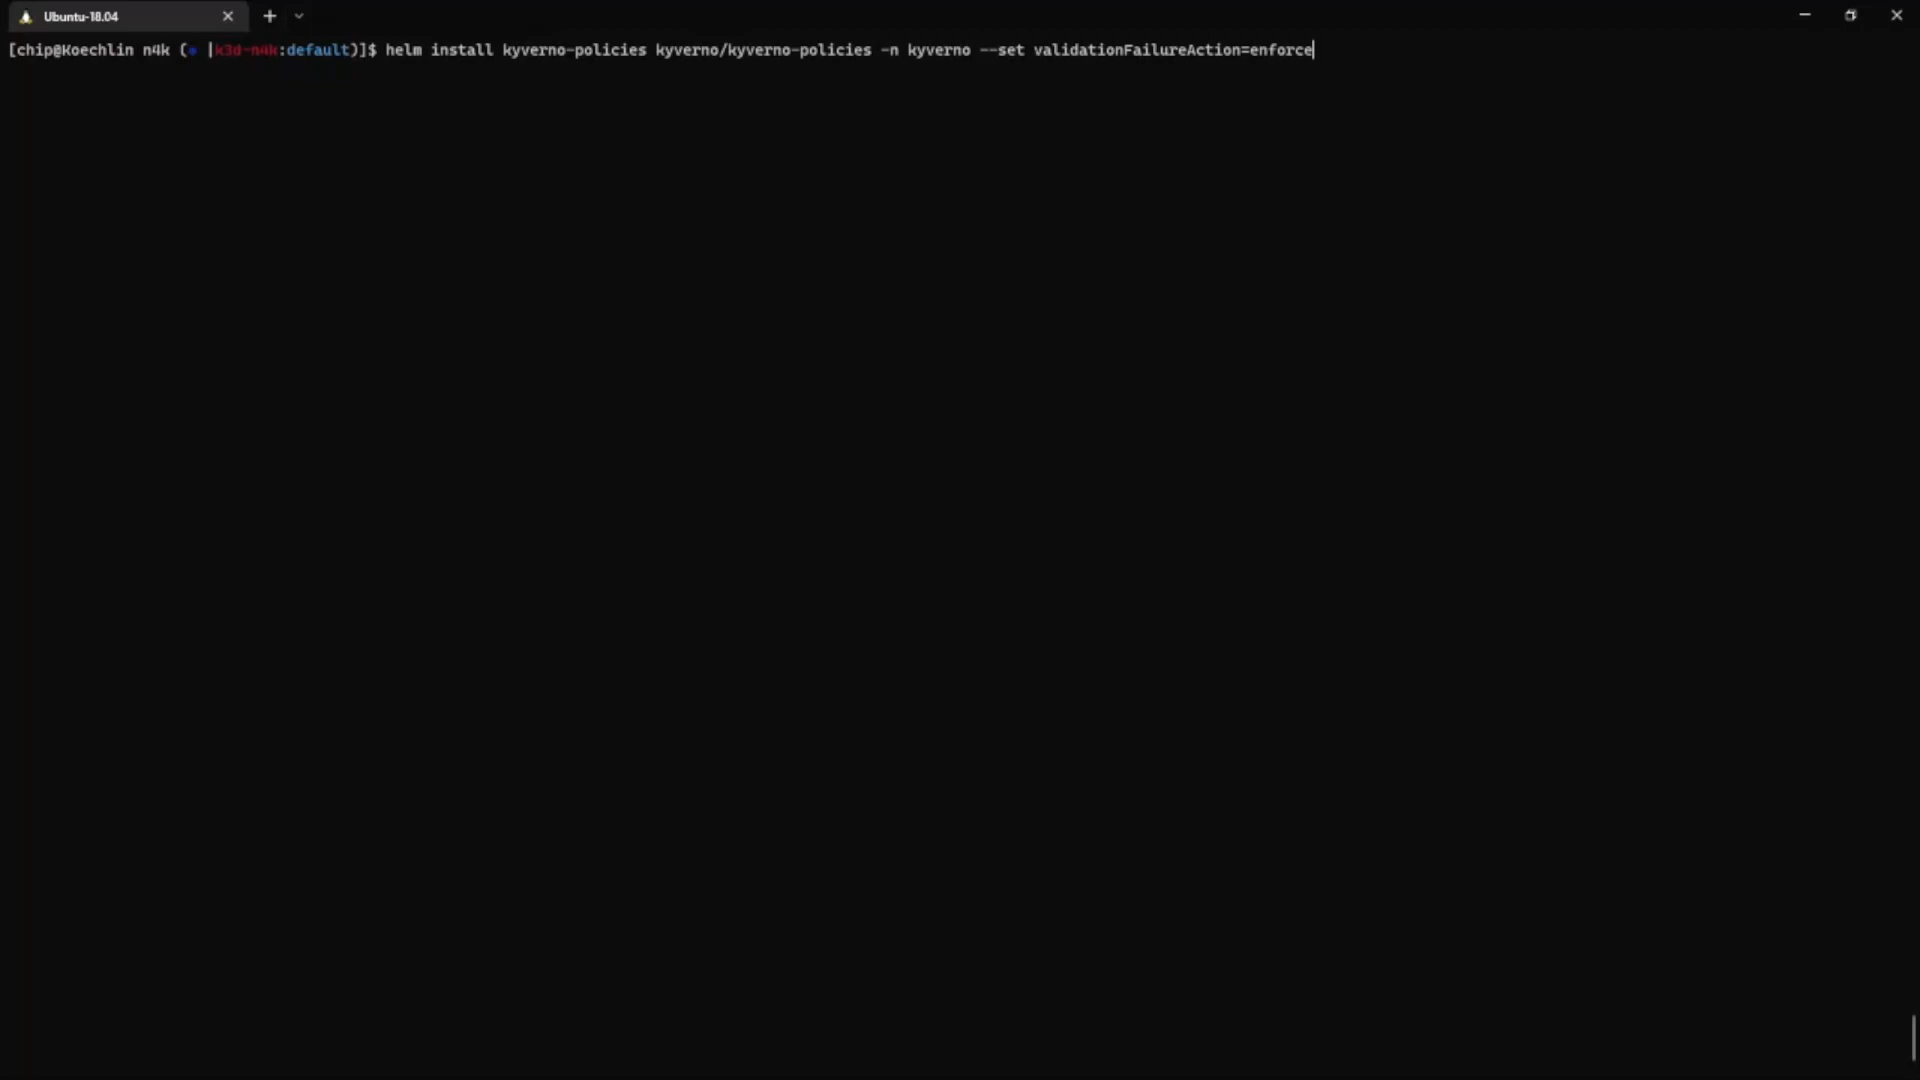 Ubuntu-18.04
[chip@Koechlin n4k (⎈ |k3d-n4k:default)]$ helm install kyverno-policies kyverno/kyverno-policies -n kyverno --set validationFailureAction=enforce